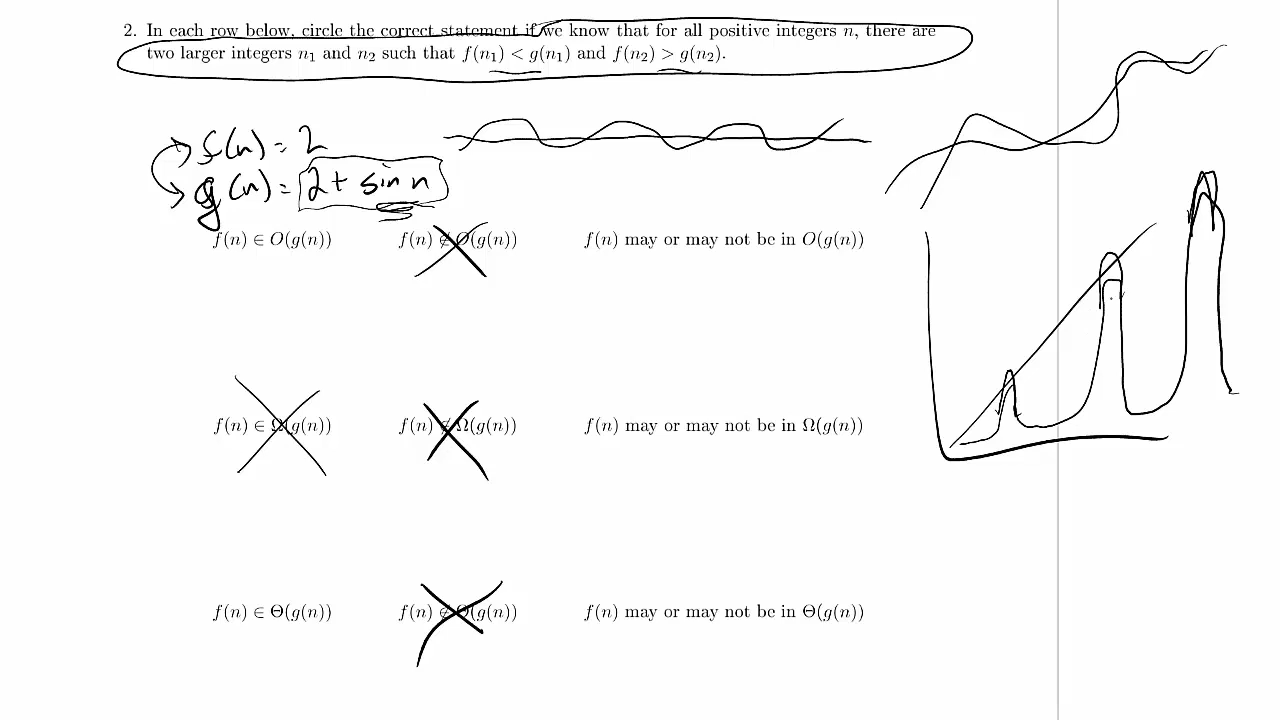 2. In each row below, circle the correct statement if we know that for all positive integers n, there are
two larger integers n₁ and n₂ such that f(n₁) < g(n₁) and f(n₂) > g(n₂).
f(n) = 2
g(n) = 2 + sin n
f(n) ∈ O(g(n)) f(n) ∉ O(g(n)) f(n) may or may not be in O(g(n))
f(n) ∈ Ω(g(n)) f(n) ∉ Ω(g(n)) f(n) may or may not be in Ω(g(n))
f(n) ∈ Θ(g(n)) f(n) ∉ Θ(g(n)) f(n) may or may not be in Θ(g(n))